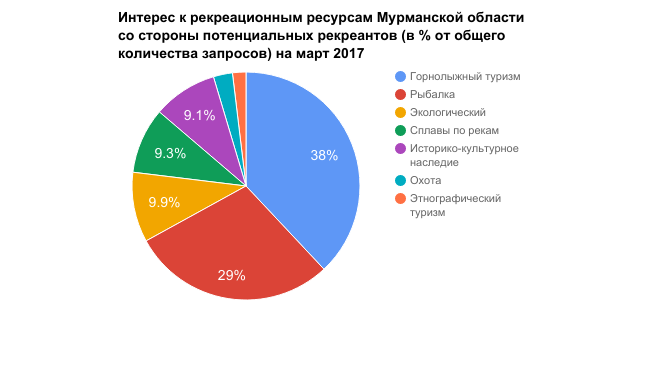 Интерес к рекреационным ресурсам Мурманской области
со стороны потенциальных рекреантов (в % от общего
количества запросов) на март 2017
Горнолыжный туризм
Рыбалка
Экологический
Сплавы по рекам
Историко-культурное
наследие
Охота
Этнографический
туризм
38%
29%
9.9%
9.3%
9.1%